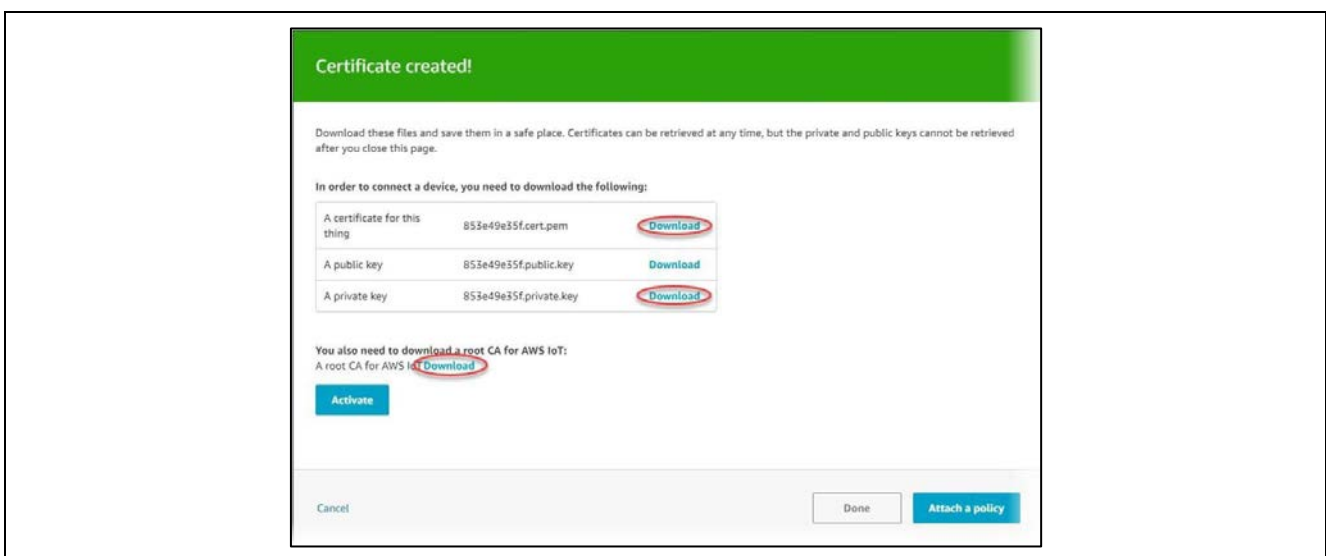 Certificate created!
Download these files and save them in a safe place. Certificates can be retrieved at any time, but the private and public keys cannot be retrieved
after you close this page.
In order to connect a device, you need to download the following:
A certificate for this
thing
853e49e35f.cert.pem
Download
A public key
853e49e35f.public.key
Download
A private key
853e49e35f.private.key
Download
You also need to download a root CA for AWS IoT:
A root CA for AWS IoT Download
Activate
Cancel
Done
Attach a policy